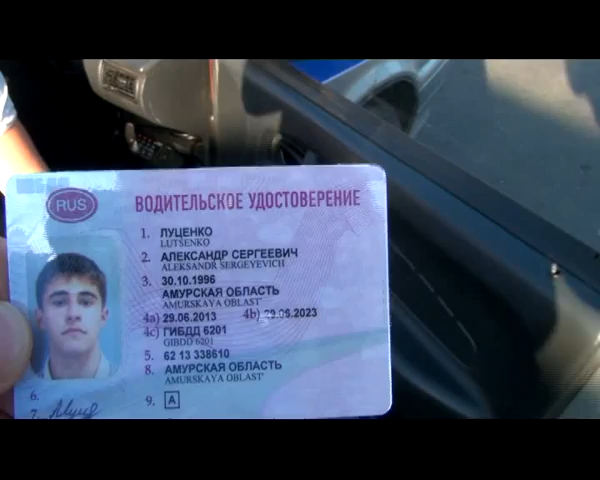 RUS
ВОДИТЕЛЬСКОЕ УДОСТОВЕРЕНИЕ
1. ЛУЦЕНКО
LUTSENKO
2. АЛЕКСАНДР СЕРГЕЕВИЧ
ALEKSANDR SERGEYEVICH
3. 30.10.1996
АМУРСКАЯ ОБЛАСТЬ
AMURSKAYA OBLAST'
4a) 29.06.2013 4b) 29.06.2023
4c) ГИБДД 6201
GIBDD 6201
5. 62 13 338610
8. АМУРСКАЯ ОБЛАСТЬ
AMURSKAYA OBLAST'
6.
7.
9. A